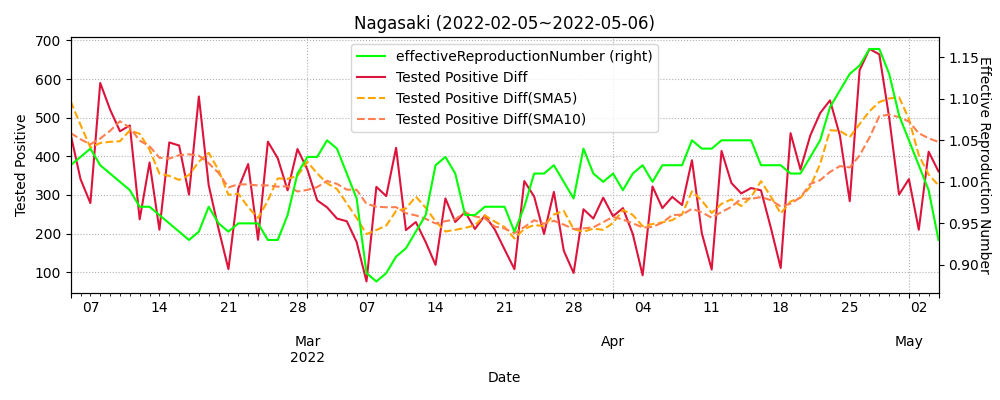 Nagasaki (2022-02-05~2022-05-06)
effectiveReproductionNumber (right)
Tested Positive Diff
Tested Positive Diff(SMA5)
Tested Positive Diff(SMA10)
Tested Positive
700
600
500
400
300
200
100
1.15
1.10
1.05
1.00
0.95
0.90
Effective Reproduction Number
07 14 21 28 07 14 21 28 04 11 18 25 02
Mar Apr May
2022
Date